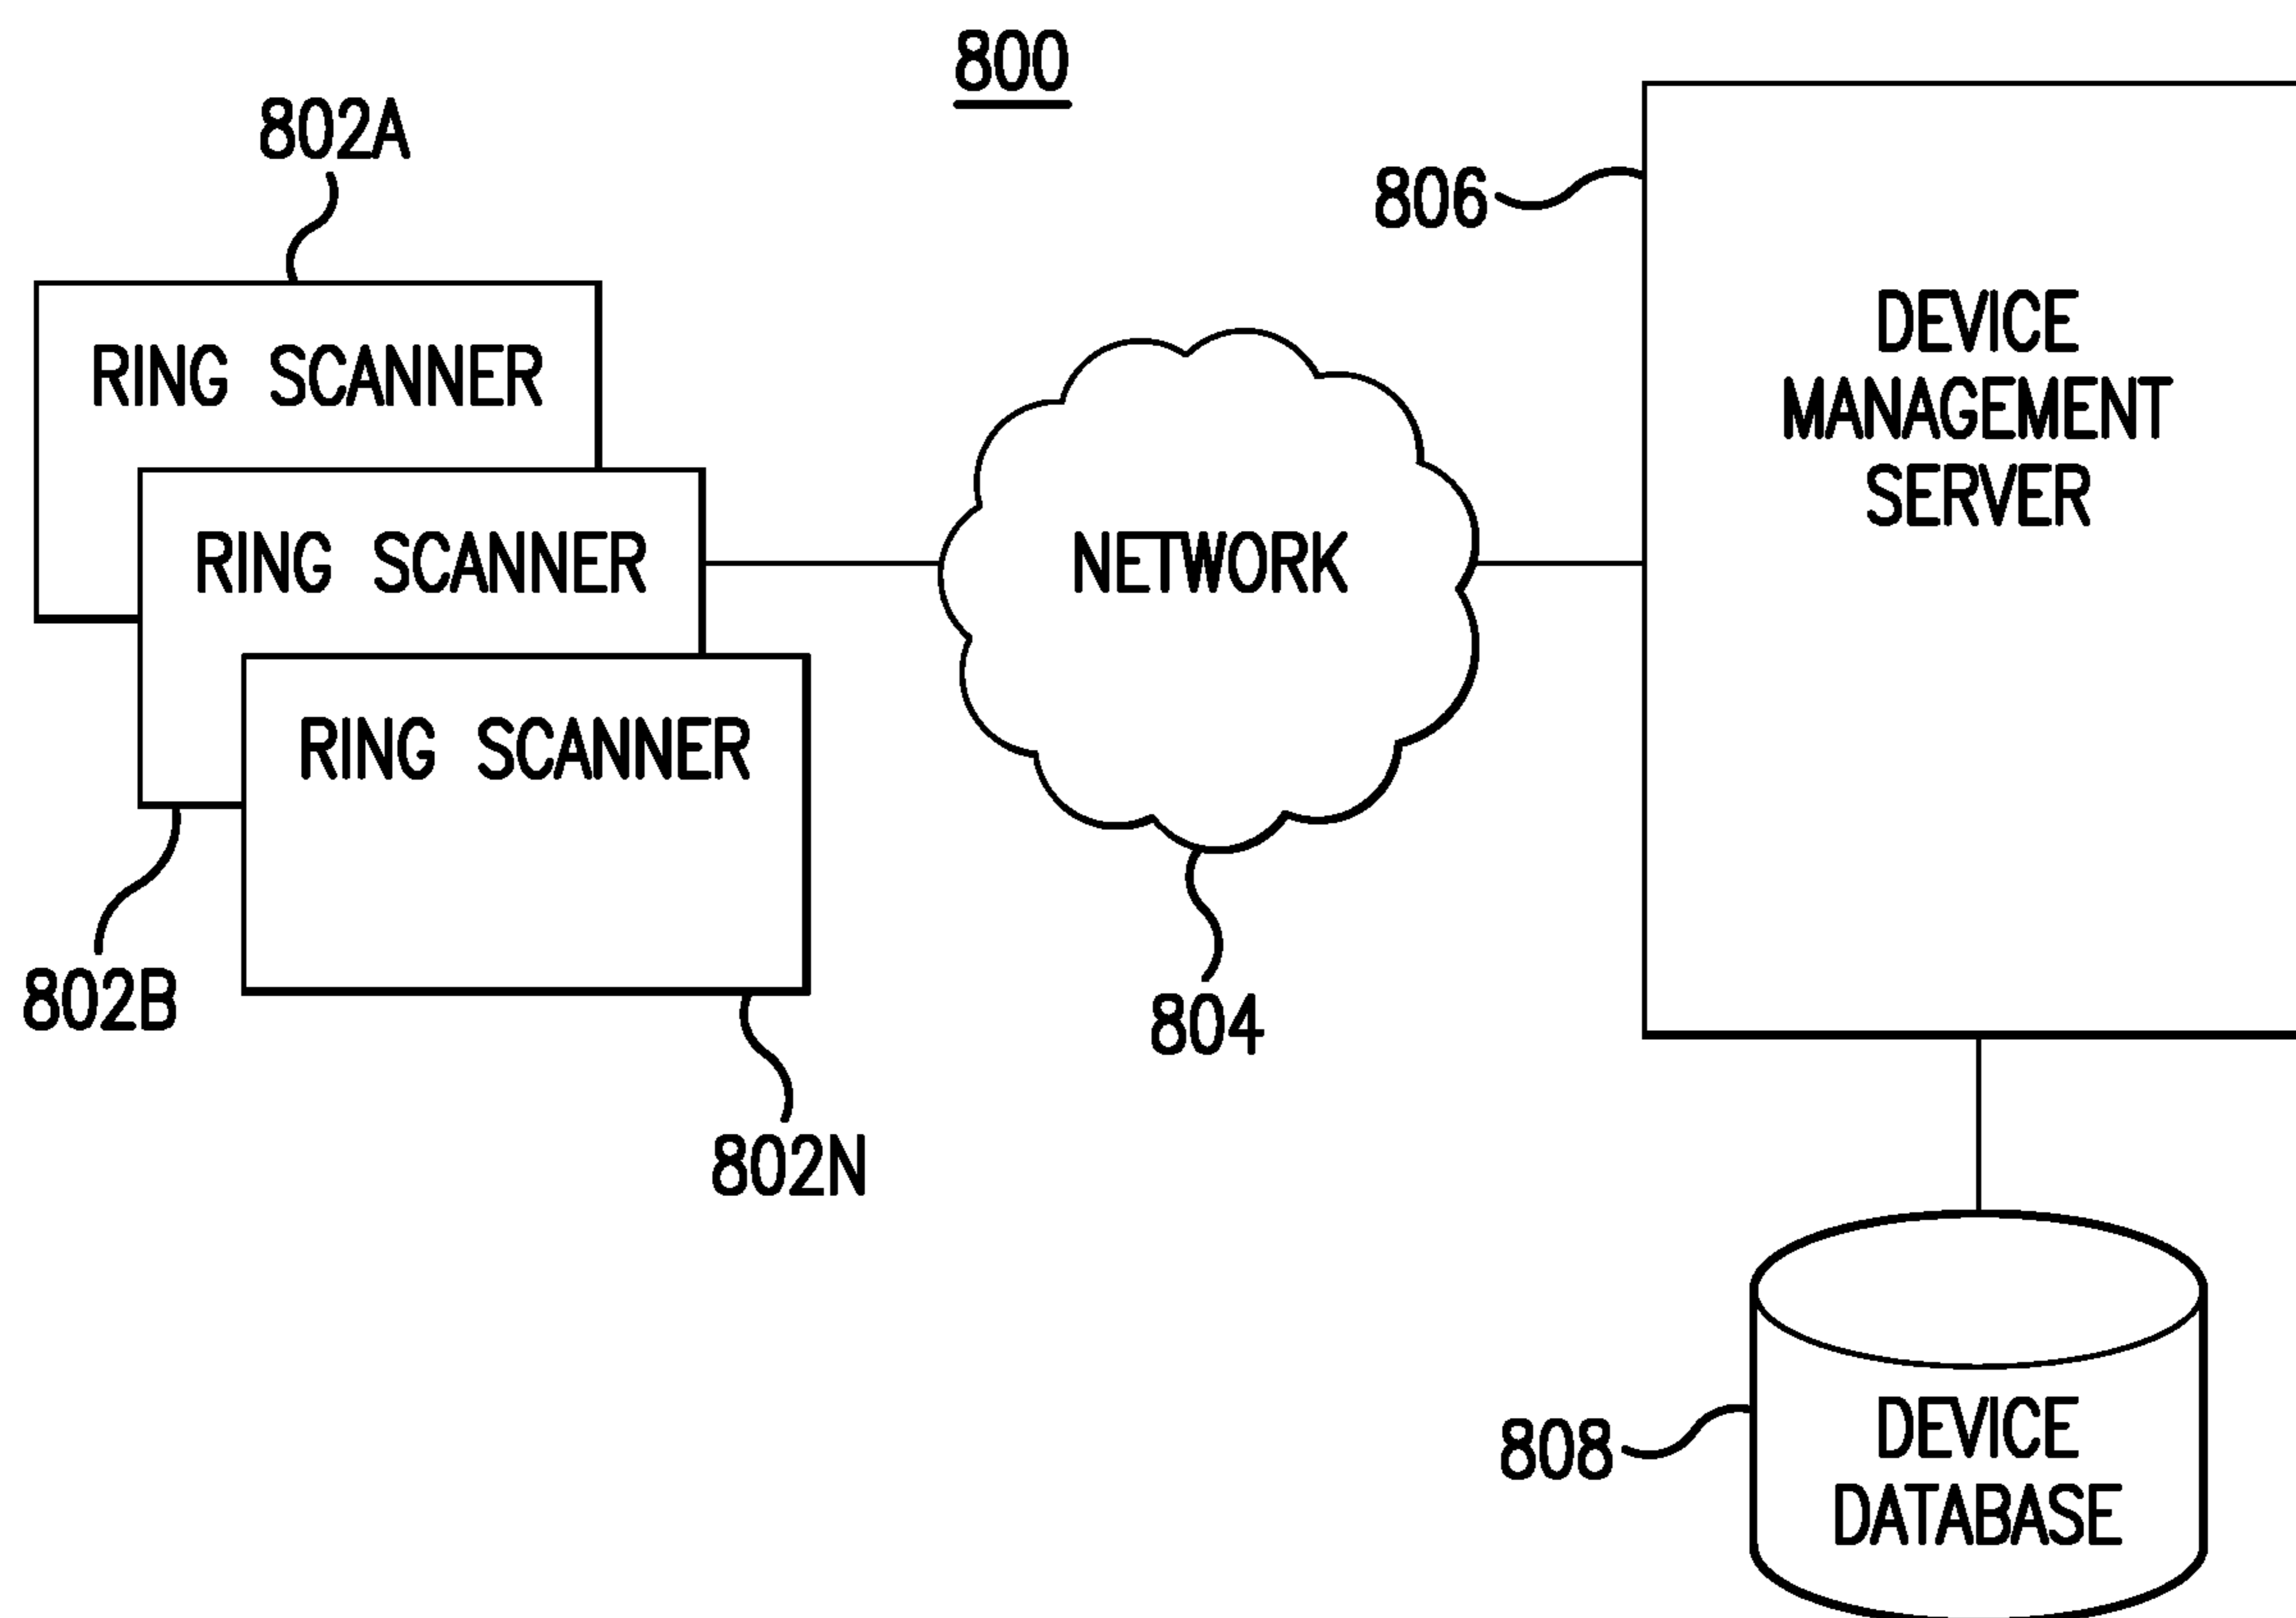 800
802A
806
RING SCANNER
DEVICE
MANAGEMENT
SERVER
RING SCANNER
NETWORK
RING SCANNER
802B
804
802N
808
DEVICE
DATABASE